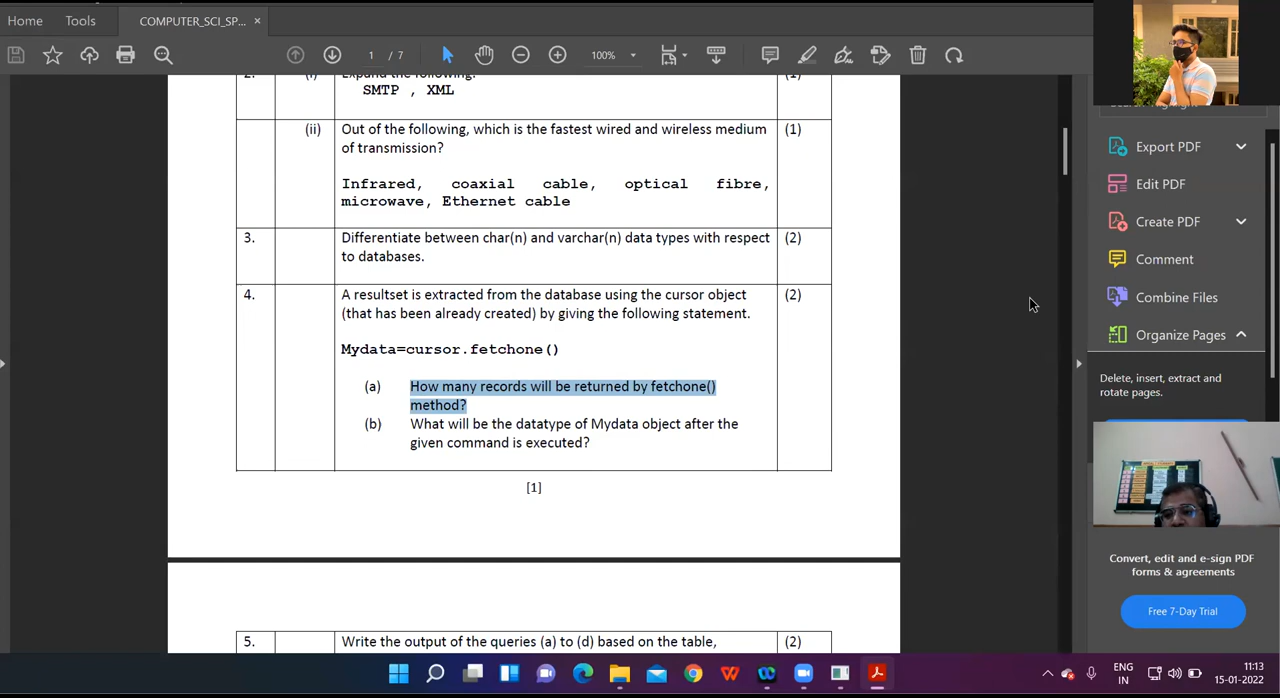 Home Tools COMPUTER_SCI_SP... ×
1 / 7 100%
2. (i) Expand the following: (1)
SMTP , XML
(ii) Out of the following, which is the fastest wired and wireless medium (1)
of transmission?
Infrared, coaxial cable, optical fibre,
microwave, Ethernet cable
3. Differentiate between char(n) and varchar(n) data types with respect (2)
to databases.
4. A resultset is extracted from the database using the cursor object (2)
(that has been already created) by giving the following statement.
Mydata=cursor.fetchone()
(a) How many records will be returned by fetchone()
method?
(b) What will be the datatype of Mydata object after the
given command is executed?
[1]
5. Write the output of the queries (a) to (d) based on the table, (2)
Export PDF
Edit PDF
Create PDF
Comment
Combine Files
Organize Pages
Delete, insert, extract and
rotate pages.
Convert, edit and e-sign PDF
forms & agreements
Free 7-Day Trial
ENG
IN
11:13
15-01-2022